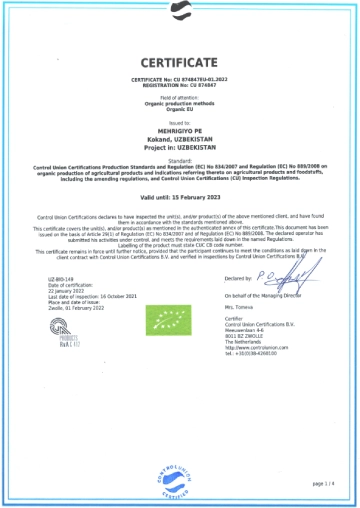 CERTIFICATE
CERTIFICATE No: CU 874847EU-01.2022
REGISTRATION No: CU 874847
Field of attention:
Organic production methods
Organic EU
Issued to:
MEHRIGIYO PE
Kokand, UZBEKISTAN
Project in: UZBEKISTAN
Standard:
Control Union Certifications Production Standards and Regulation (EC) No 834/2007 and Regulation (EC) No 889/2008 on
organic production of agricultural products and indications referring thereto on agricultural products and foodstuffs,
including the amending regulations, and Control Union Certifications (CU) Inspection Regulations.
Valid until: 15 February 2023
Control Union Certifications declares to have inspected the unit(s), and/or product(s) of the above mentioned client, and have found
them in accordance with the standards mentioned above.
This certificate covers the unit(s), and/or product(s) as mentioned in the authenticated annex of this certificate.This document has been
issued on the basis of Article 29(1) of Regulation (EC) No 834/2007 and of Regulation (EC) No 889/2008. The declared operator has
submitted his activities under control, and meets the requirements laid down in the named Regulations.
Labelling of the product must state CUC CB code number.
This certificate remains in force until further notice, provided that the participant continues to meet the conditions as laid down in the
client contract with Control Union Certifications B.V. and verified in inspections by Control Union Certifications B.V.
UZ-BIO-149
Date of certification:
22 January 2022
Last date of inspection: 16 October 2021
Place and date of issue:
Zwolle, 01 February 2022
Declared by:
P.O.
On behalf of the Managing Director
Mrs. Tomeva
Certifier
Control Union Certifications B.V.
Meeuwenlaan 4-6
8011 BZ ZWOLLE
The Netherlands
http://www.controlunion.com
tel.: +31(0)38-4260100
PRODUCTS
RvA C 412
CONTROLUNION
CERTIFIED
page 1 / 4